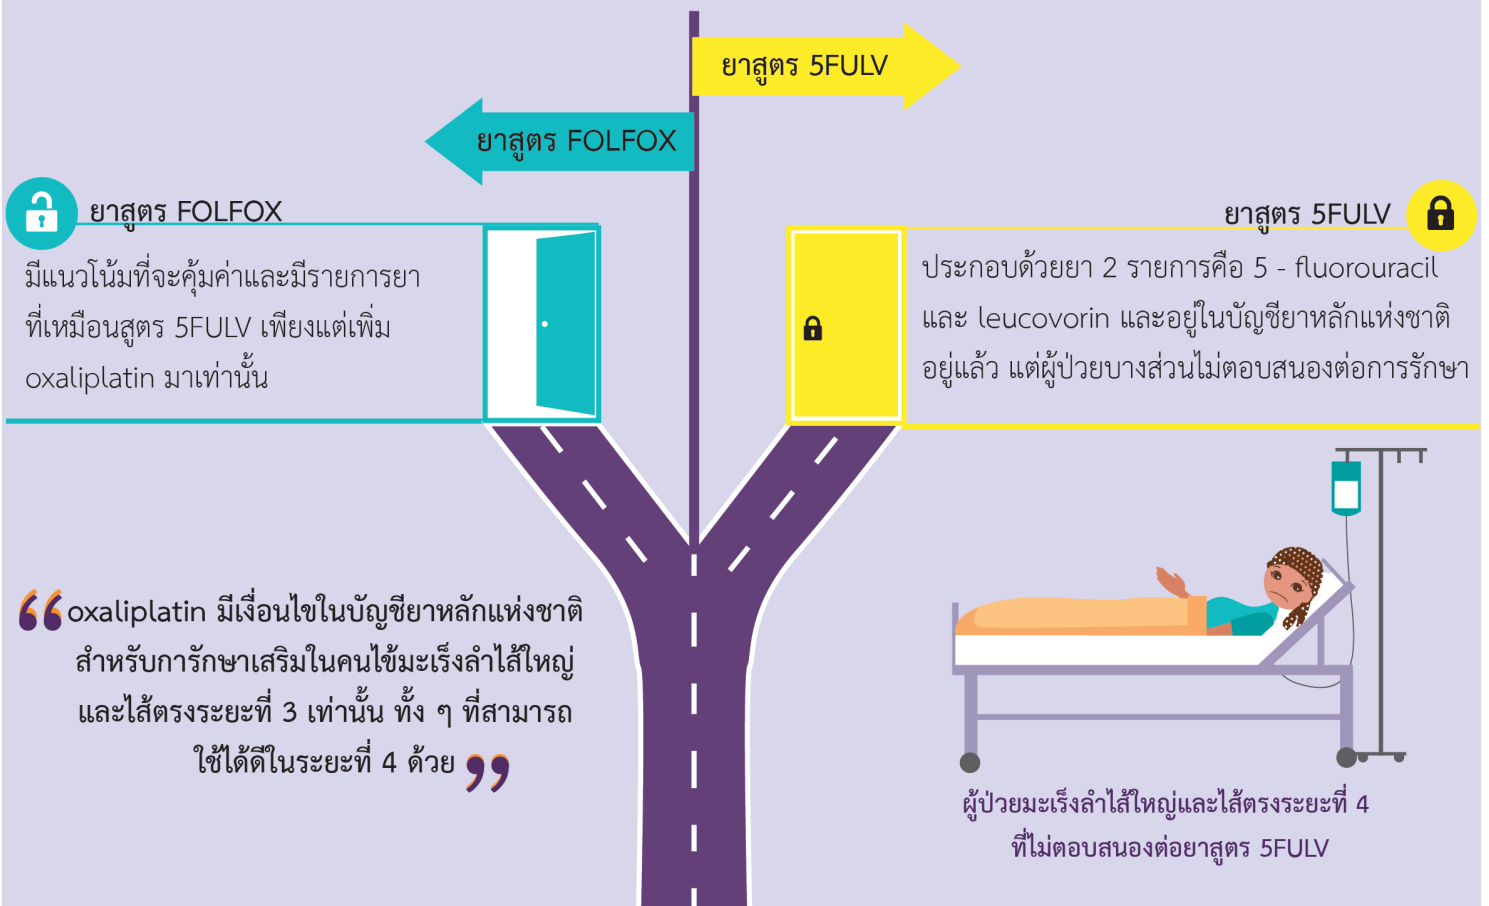 ยาสูตร 5FULV
ยาสูตร FOLFOX
ยาสูตร FOLFOX
มีแนวโน้มที่จะคุ้มค่าและมีรายการยา
ที่เหมือนสูตร 5FULV เพียงแต่เพิ่ม
oxaliplatin มาเท่านั้น
ยาสูตร 5FULV
ประกอบด้วยยา 2 รายการคือ 5 - fluorouracil
และ leucovorin และอยู่ในบัญชียาหลักแห่งชาติ
อยู่แล้ว แต่ผู้ป่วยบางส่วนไม่ตอบสนองต่อการรักษา
“oxaliplatin มีเงื่อนไขในบัญชียาหลักแห่งชาติ
สำหรับการักษาเสริมในคนไข้มะเร็งลำไส้ใหญ่
และไส้ตรงระยะที่ 3 เท่านั้น ทั้ง ๆ ที่สามารถ
ใช้ได้ดีในระยะที่ 4 ด้วย”
ผู้ป่วยมะเร็งลำไส้ใหญ่และไส้ตรงระยะที่ 4
ที่ไม่ตอบสนองต่อยาสูตร 5FULV